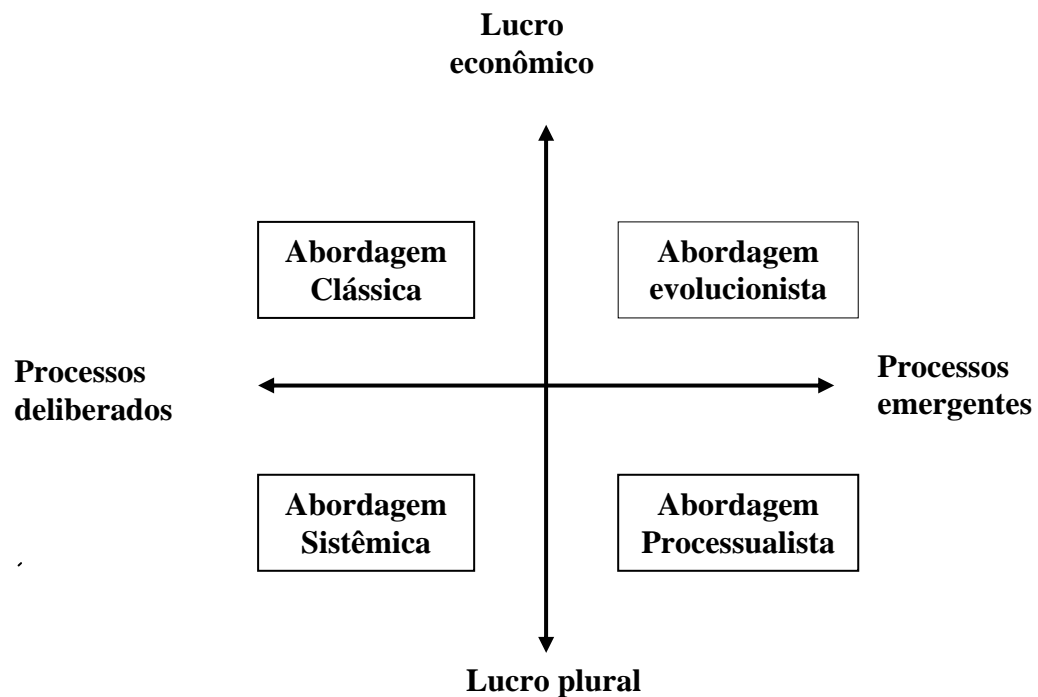 Lucro
econômico
Abordagem
Clássica
Abordagem
evolucionista
Processos
deliberados
Processos
emergentes
Abordagem
Sistêmica
Abordagem
Processualista
Lucro plural